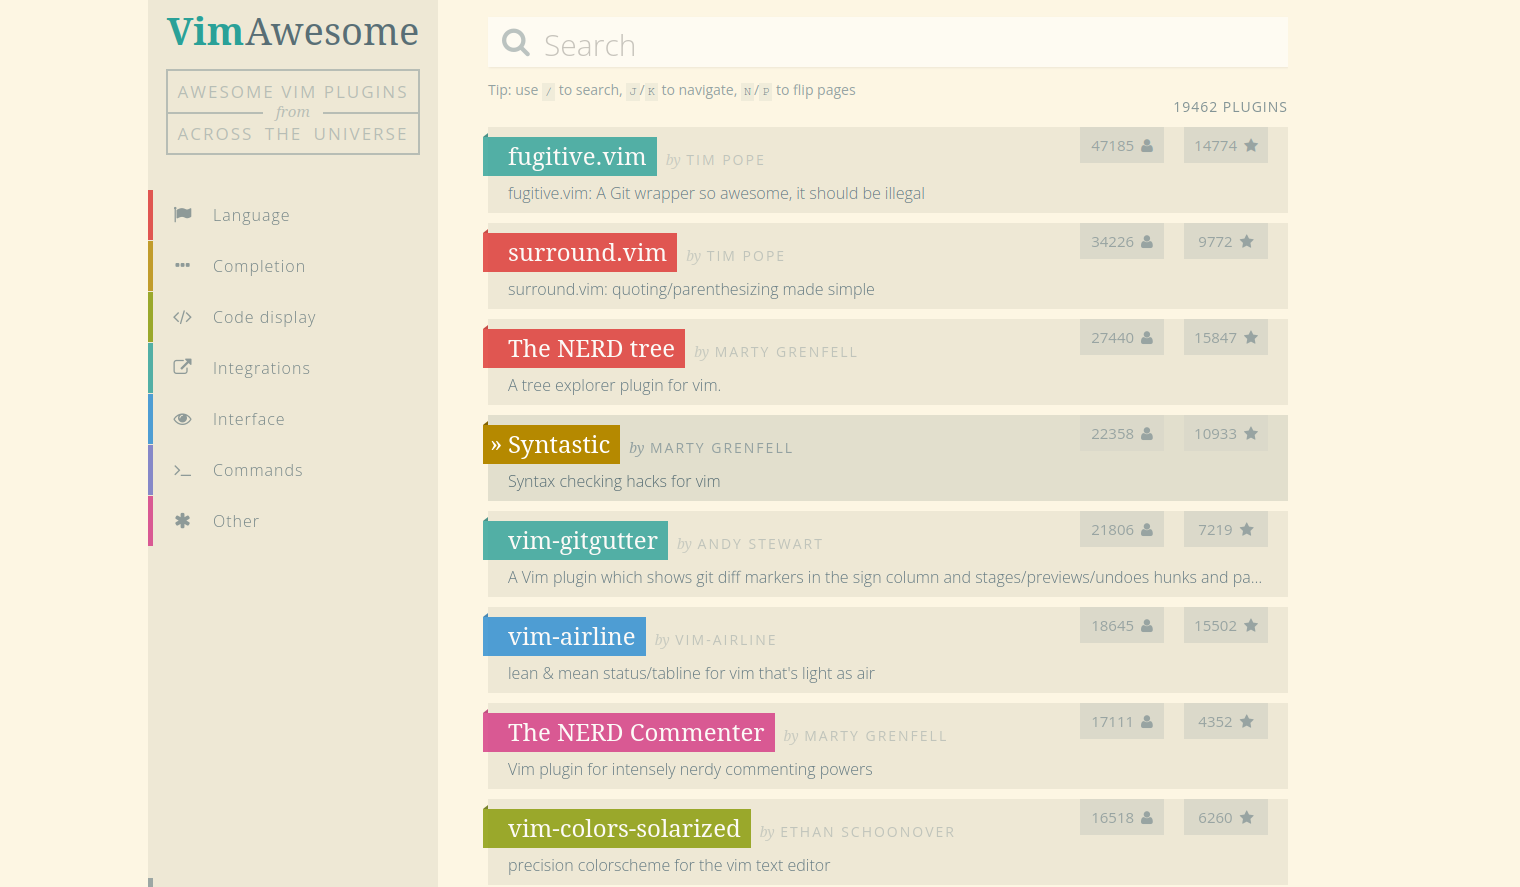 VimAwesome
AWESOME VIM PLUGINS
from
ACROSS THE UNIVERSE
Language
Completion
Code display
Integrations
Interface
Commands
Other
Search
Tip: use / to search, J/K to navigate, N/P to flip pages
19462 PLUGINS
fugitive.vim by TIM POPE 47185 14774
fugitive.vim: A Git wrapper so awesome, it should be illegal
surround.vim by TIM POPE 34226 9772
surround.vim: quoting/parenthesizing made simple
The NERD tree by MARTY GRENFELL 27440 15847
A tree explorer plugin for vim.
» Syntastic by MARTY GRENFELL 22358 10933
Syntax checking hacks for vim
vim-gitgutter by ANDY STEWART 21806 7219
A Vim plugin which shows git diff markers in the sign column and stages/previews/undoes hunks and pa...
vim-airline by VIM-AIRLINE 18645 15502
lean & mean status/tabline for vim that's light as air
The NERD Commenter by MARTY GRENFELL 17111 4352
Vim plugin for intensely nerdy commenting powers
vim-colors-solarized by ETHAN SCHOONOVER 16518 6260
precision colorscheme for the vim text editor